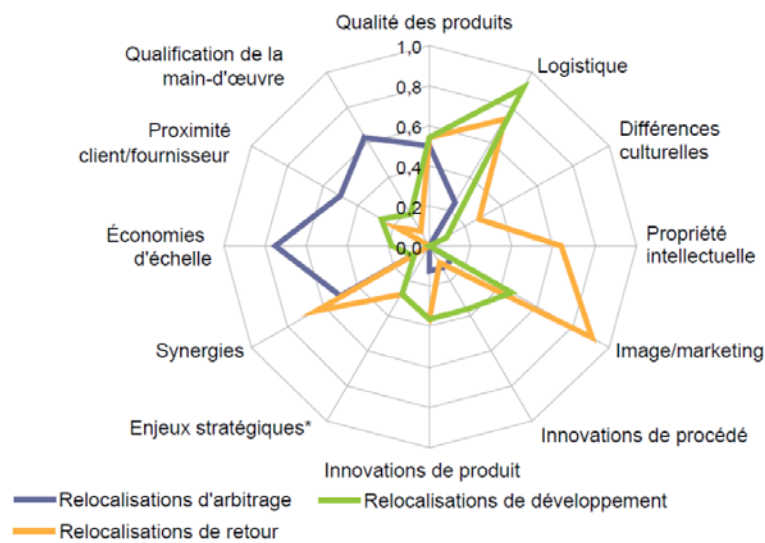 Qualité des produits
Qualification de la
main-d'œuvre
Logistique
Proximité
client/fournisseur
Différences
culturelles
Économies
d'échelle
Propriété
intellectuelle
Synergies
Image/marketing
Enjeux stratégiques*
Innovations de procédé
Innovations de produit
1,0
0,8
0,6
0,4
0,2
0,0
Relocalisations d'arbitrage
Relocalisations de développement
Relocalisations de retour